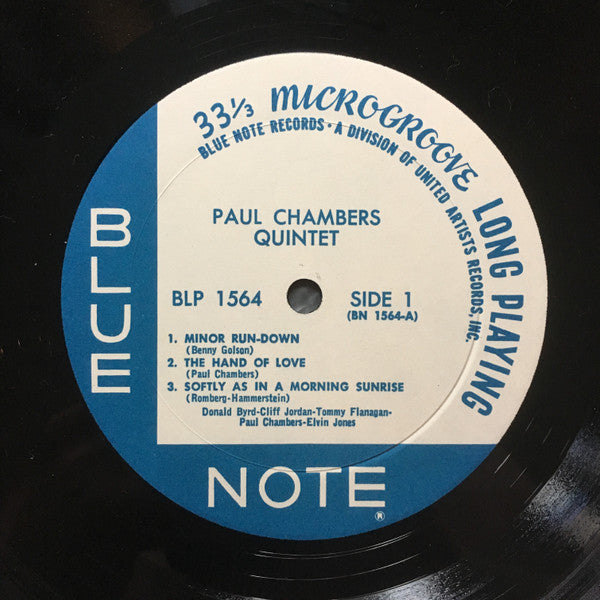 33⅓ MICROGROOVE LONG PLAYING
BLUE NOTE RECORDS • A DIVISION OF UNITED ARTISTS RECORDS, INC.
PAUL CHAMBERS
QUINTET
BLP 1564
SIDE 1
(BN 1564-A)
1. MINOR RUN-DOWN
(Benny Golson)
2. THE HAND OF LOVE
(Paul Chambers)
3. SOFTLY AS IN A MORNING SUNRISE
(Romberg-Hammerstein)
Donald Byrd-Cliff Jordan-Tommy Flanagan-
Paul Chambers-Elvin Jones
BLUE
NOTE
®